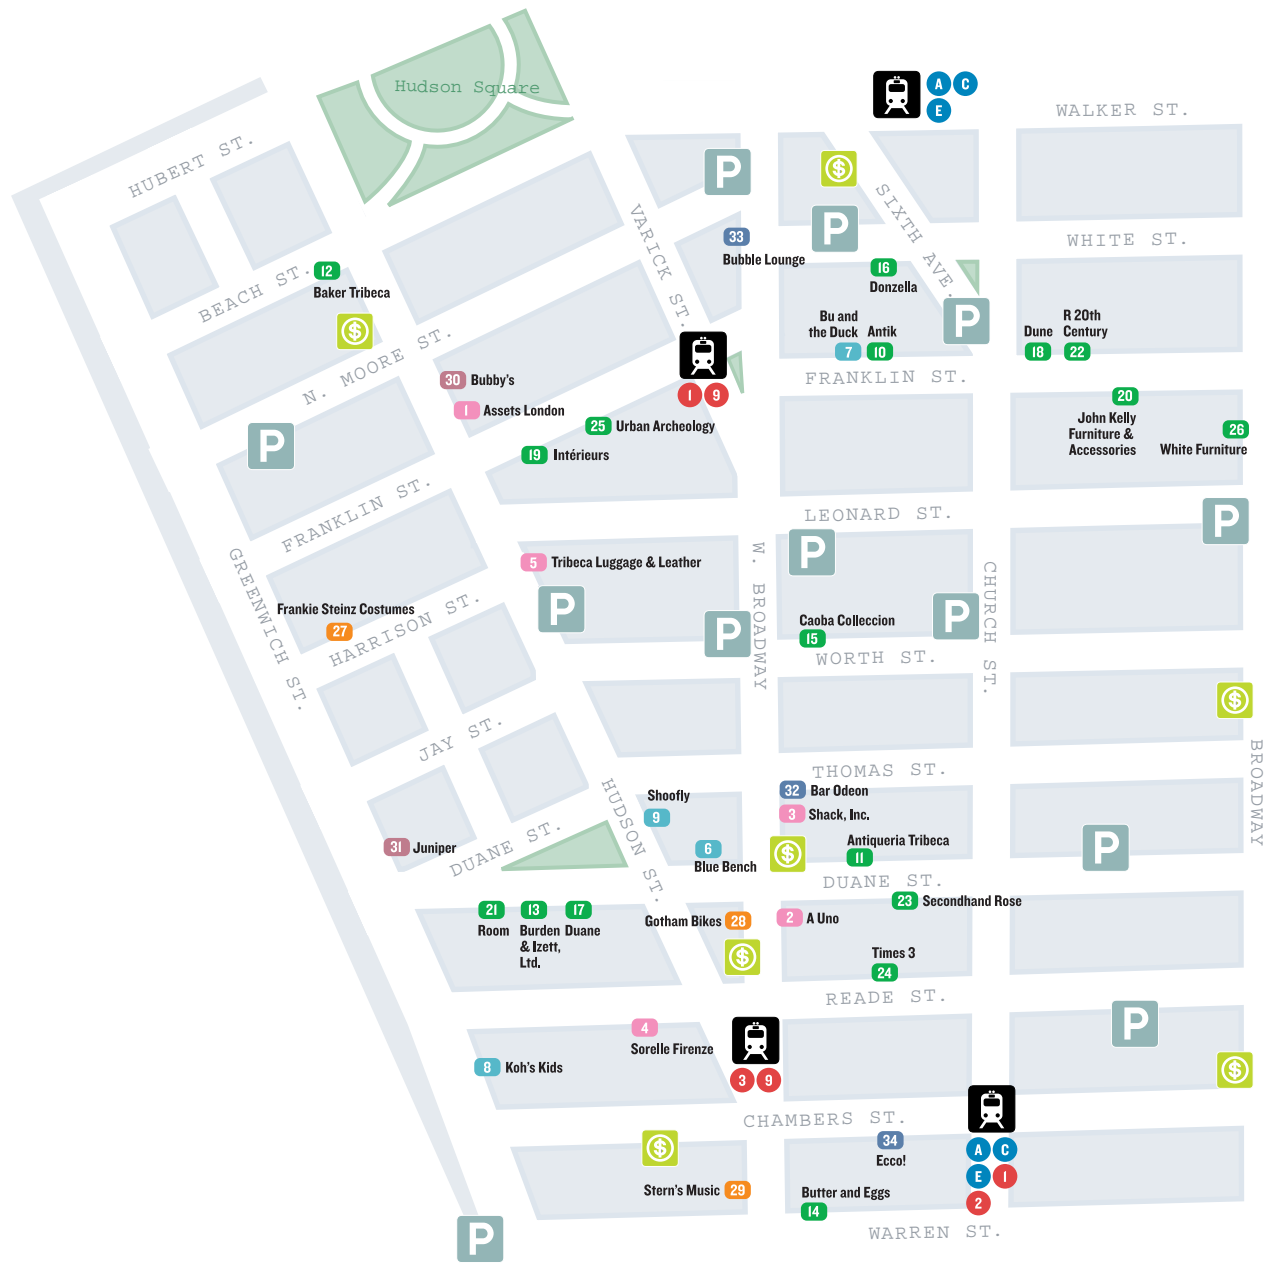 Hudson Square
A
C
E
WALKER ST.
HUBERT ST.
P
$
SIXTH AVE.
VARICK ST.
P
33
Bubble Lounge
WHITE ST.
BEACH ST.
12
Baker Tribeca
$
16
Donzella
P
Bu and
the Duck
7
Antik
10
Dune
18
R 20th
Century
22
N. MOORE ST.
30
Bubby's
1
Assets London
1
9
FRANKLIN ST.
20
John Kelly
Furniture &
Accessories
26
White Furniture
25
Urban Archeology
19
Intérieurs
P
FRANKLIN ST.
LEONARD ST.
P
GREENWICH ST.
5
Tribeca Luggage & Leather
P
P
W. BROADWAY
P
P
CHURCH ST.
Caoba Colleccion
15
Frankie Steinz Costumes
27
HARRISON ST.
WORTH ST.
$
JAY ST.
HUDSON ST.
THOMAS ST.
BROADWAY
Shoofly
9
32
Bar Odeon
3
Shack, Inc.
6
Blue Bench
$
Antiqueria Tribeca
11
P
31
Juniper
DUANE ST.
DUANE ST.
21
Room
13
Burden
& Izett,
Ltd.
17
Duane
Gotham Bikes
28
$
2
A Uno
23
Secondhand Rose
Times 3
24
READE ST.
P
4
Sorelle Firenze
8
Koh's Kids
3
9
$
CHAMBERS ST.
34
Ecco!
A
C
E
1
2
$
Stern's Music
29
Butter and Eggs
14
WARREN ST.
P